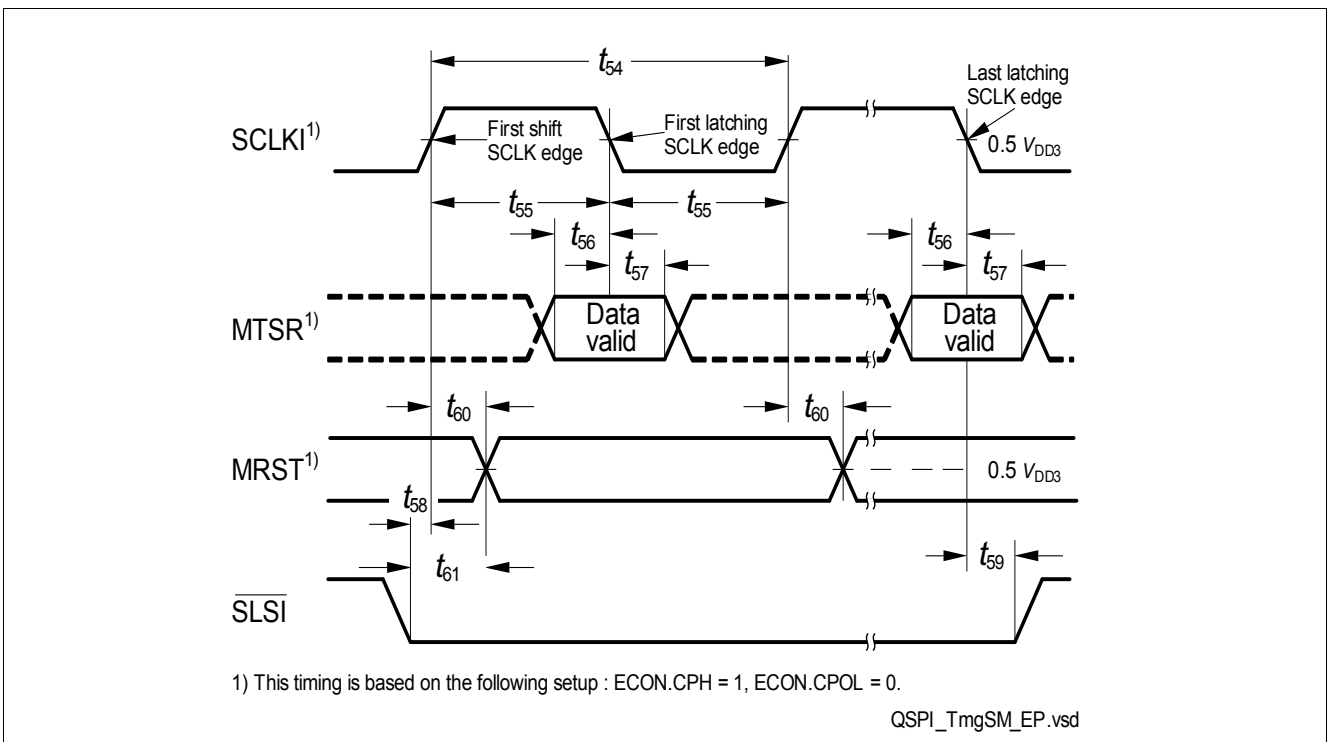 t54
Last latching
SCLK edge
SCLKI1)
First shift
SCLK edge
First latching
SCLK edge
0.5 VDD3
t55
t55
t56
t56
t57
t57
MTSR1)
Data
valid
Data
valid
t60
t60
MRST1)
0.5 VDD3
t58
t61
t59
SLSI
1) This timing is based on the following setup : ECON.CPH = 1, ECON.CPOL = 0.
QSPI_TmgSM_EP.vsd